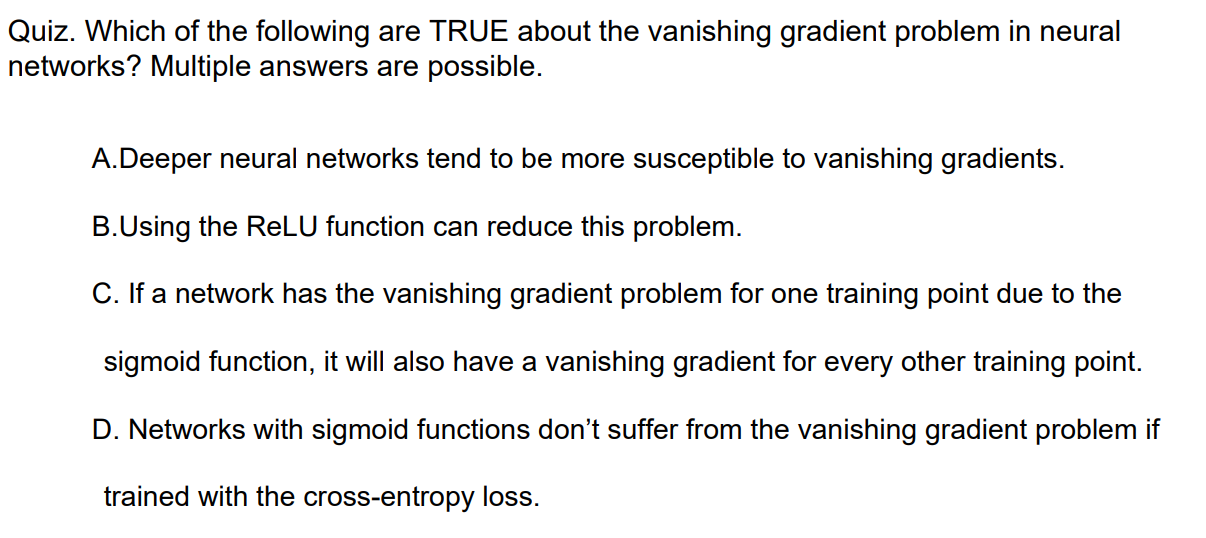 Quiz. Which of the following are TRUE about the vanishing gradient problem in neural
networks? Multiple answers are possible.
A.Deeper neural networks tend to be more susceptible to vanishing gradients.
B.Using the ReLU function can reduce this problem.
C. If a network has the vanishing gradient problem for one training point due to the
sigmoid function, it will also have a vanishing gradient for every other training point.
D. Networks with sigmoid functions don’t suffer from the vanishing gradient problem if
trained with the cross-entropy loss.